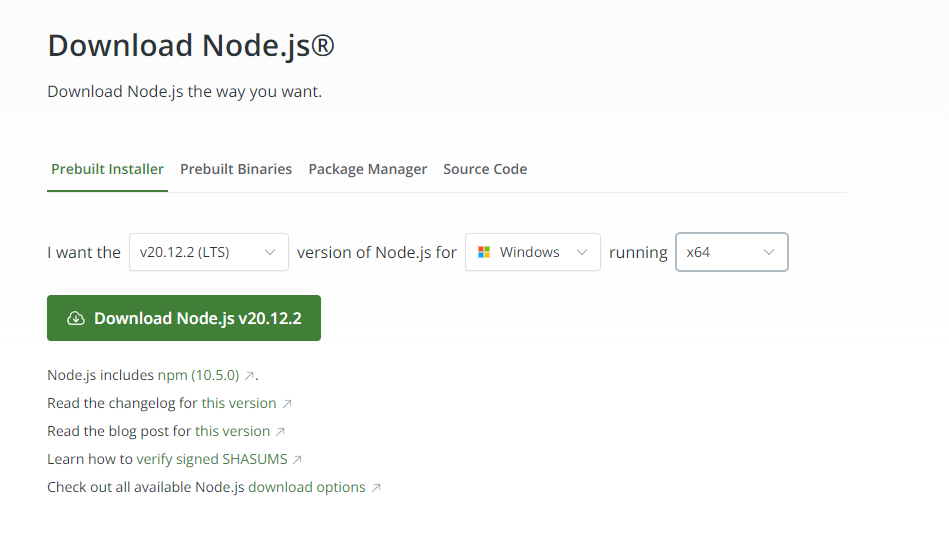 Download Node.js®
Download Node.js the way you want.
Prebuilt Installer Prebuilt Binaries Package Manager Source Code
I want the v20.12.2 (LTS) version of Node.js for Windows running x64
Download Node.js v20.12.2
Node.js includes npm (10.5.0) ↗.
Read the changelog for this version ↗
Read the blog post for this version ↗
Learn how to verify signed SHASUMS ↗
Check out all available Node.js download options ↗